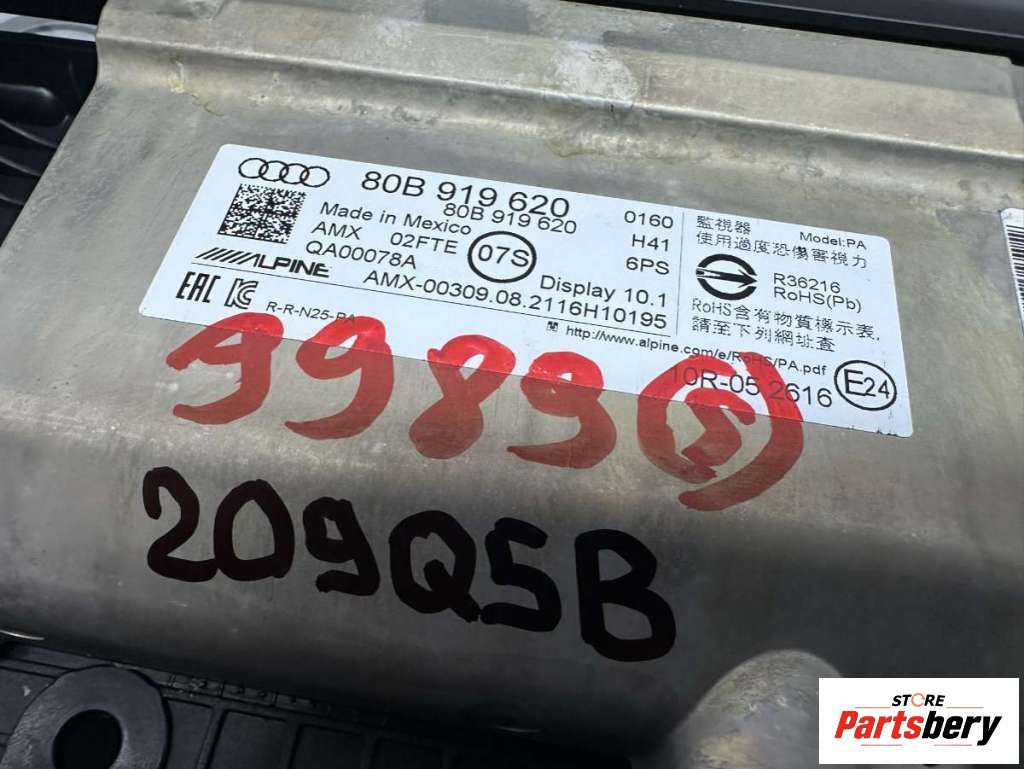 80B 919 620
80B 919 620
Made in Mexico
AMX 02FTE
QA00078A
07S
0160
H41
6PS
ALPINE
Display 10.1
AMX-00309.08.2116H10195
EAC
R-R-N25-PA
http://www.alpine.com/e/RoHS/PA.pdf
10R-05 2616
E24
監視器 Model:PA
使用過度恐傷害視力
R36216
RoHS(Pb)
RoHS含有物質標示表,
請至下列網址查
9989 S
209Q5B
STORE
Partsbery